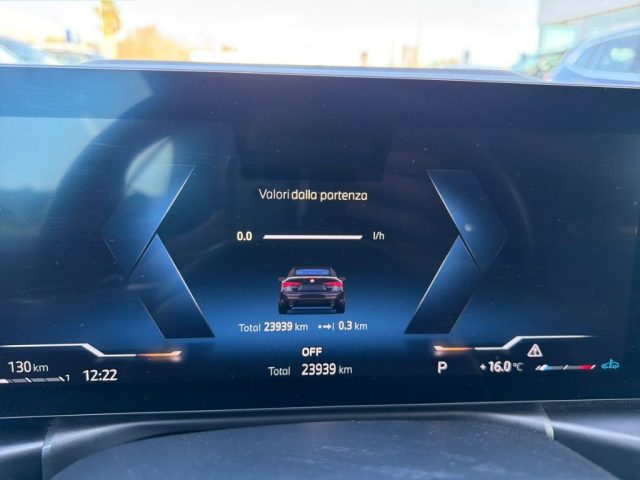 Valori dalla partenza
0.0 l/h
Total 23939 km 0.3 km
OFF
130 km
Total 23939 km
P
+16.0 °C
1
12:22